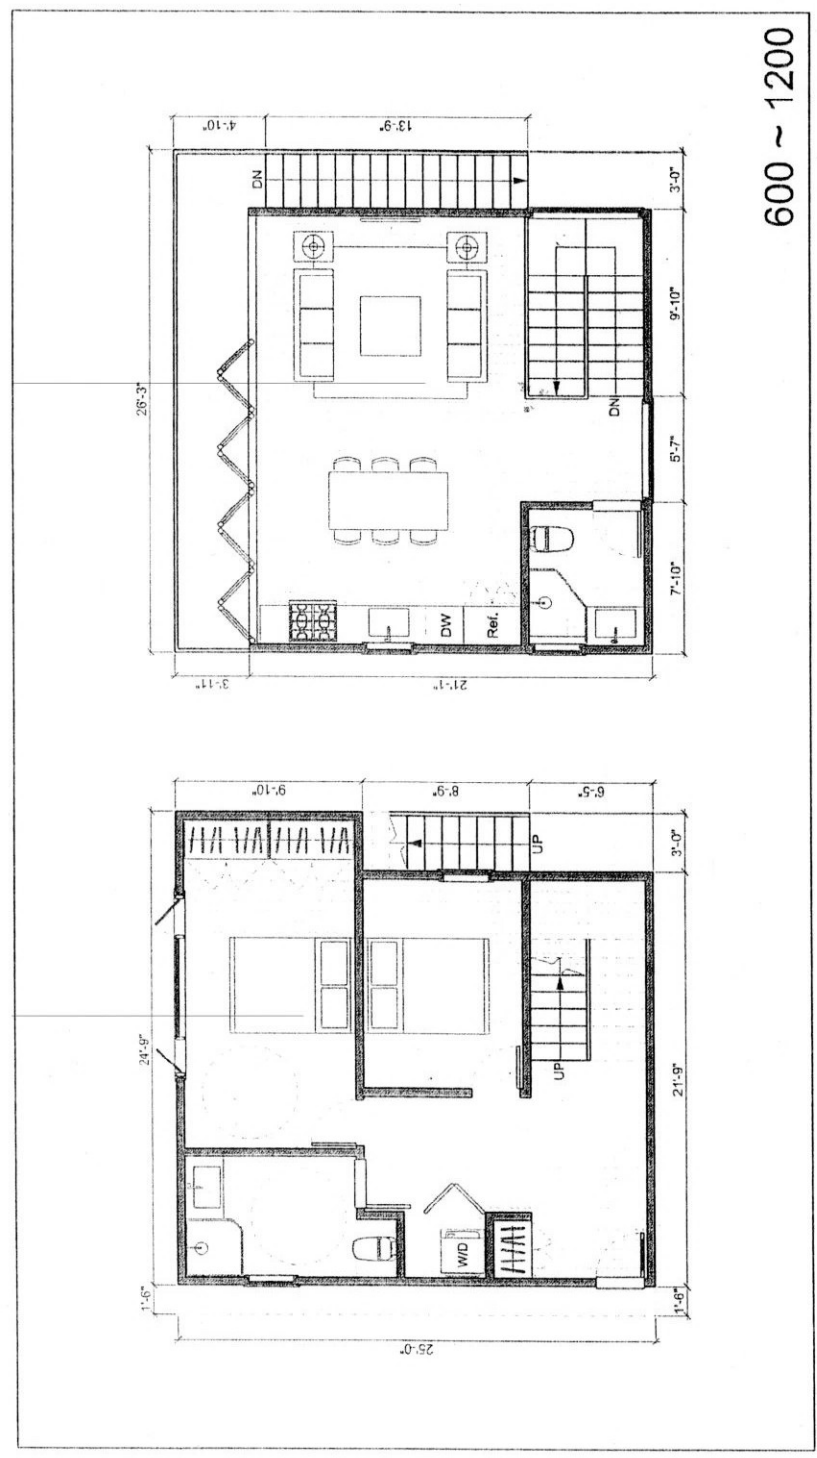 600 ~ 1200
4'-10"
13'-9"
DN
3'-0"
26'-3"
9'-10"
DN
5'-7"
7'-10"
DW
Ref.
3'-11"
21'-1"
9'-10"
8'-9"
6'-5"
UP
3'-0"
24'-9"
UP
21'-9"
W/D
1'-6"
1'-6"
25'-0"